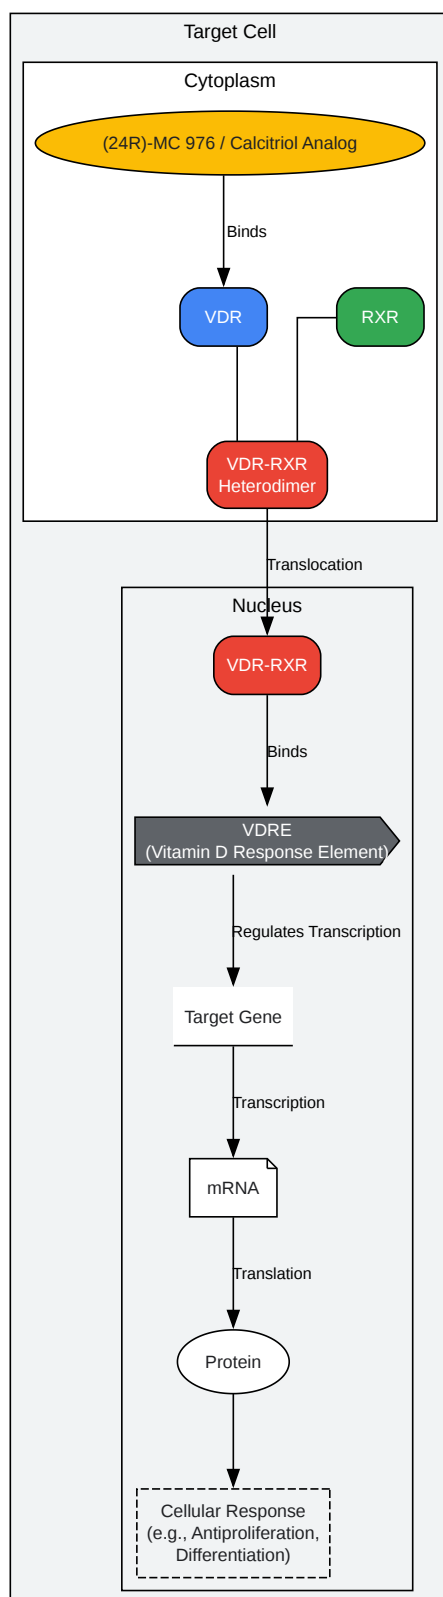 Target Cell
Cytoplasm
(24R)-MC 976 / Calcitriol Analog
Binds
VDR
RXR
VDR-RXR
Heterodimer
Translocation
Nucleus
VDR-RXR
Binds
VDRE
(Vitamin D Response Element)
Regulates Transcription
Target Gene
Transcription
mRNA
Translation
Protein
Cellular Response
(e.g., Antiproliferation,
Differentiation)